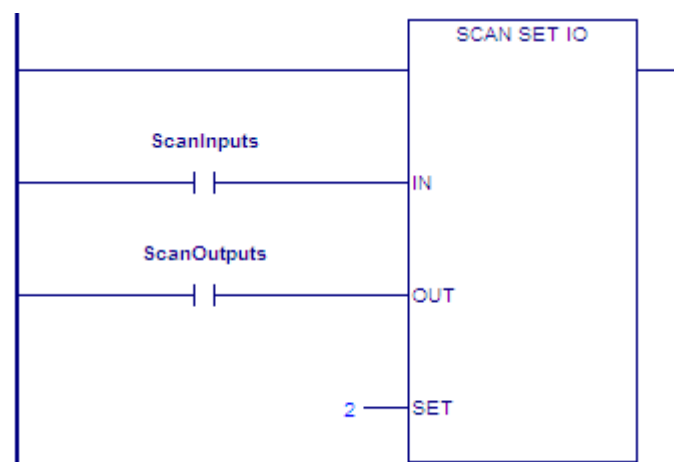 SCAN SET IO
ScanInputs
IN
ScanOutputs
OUT
2 SET